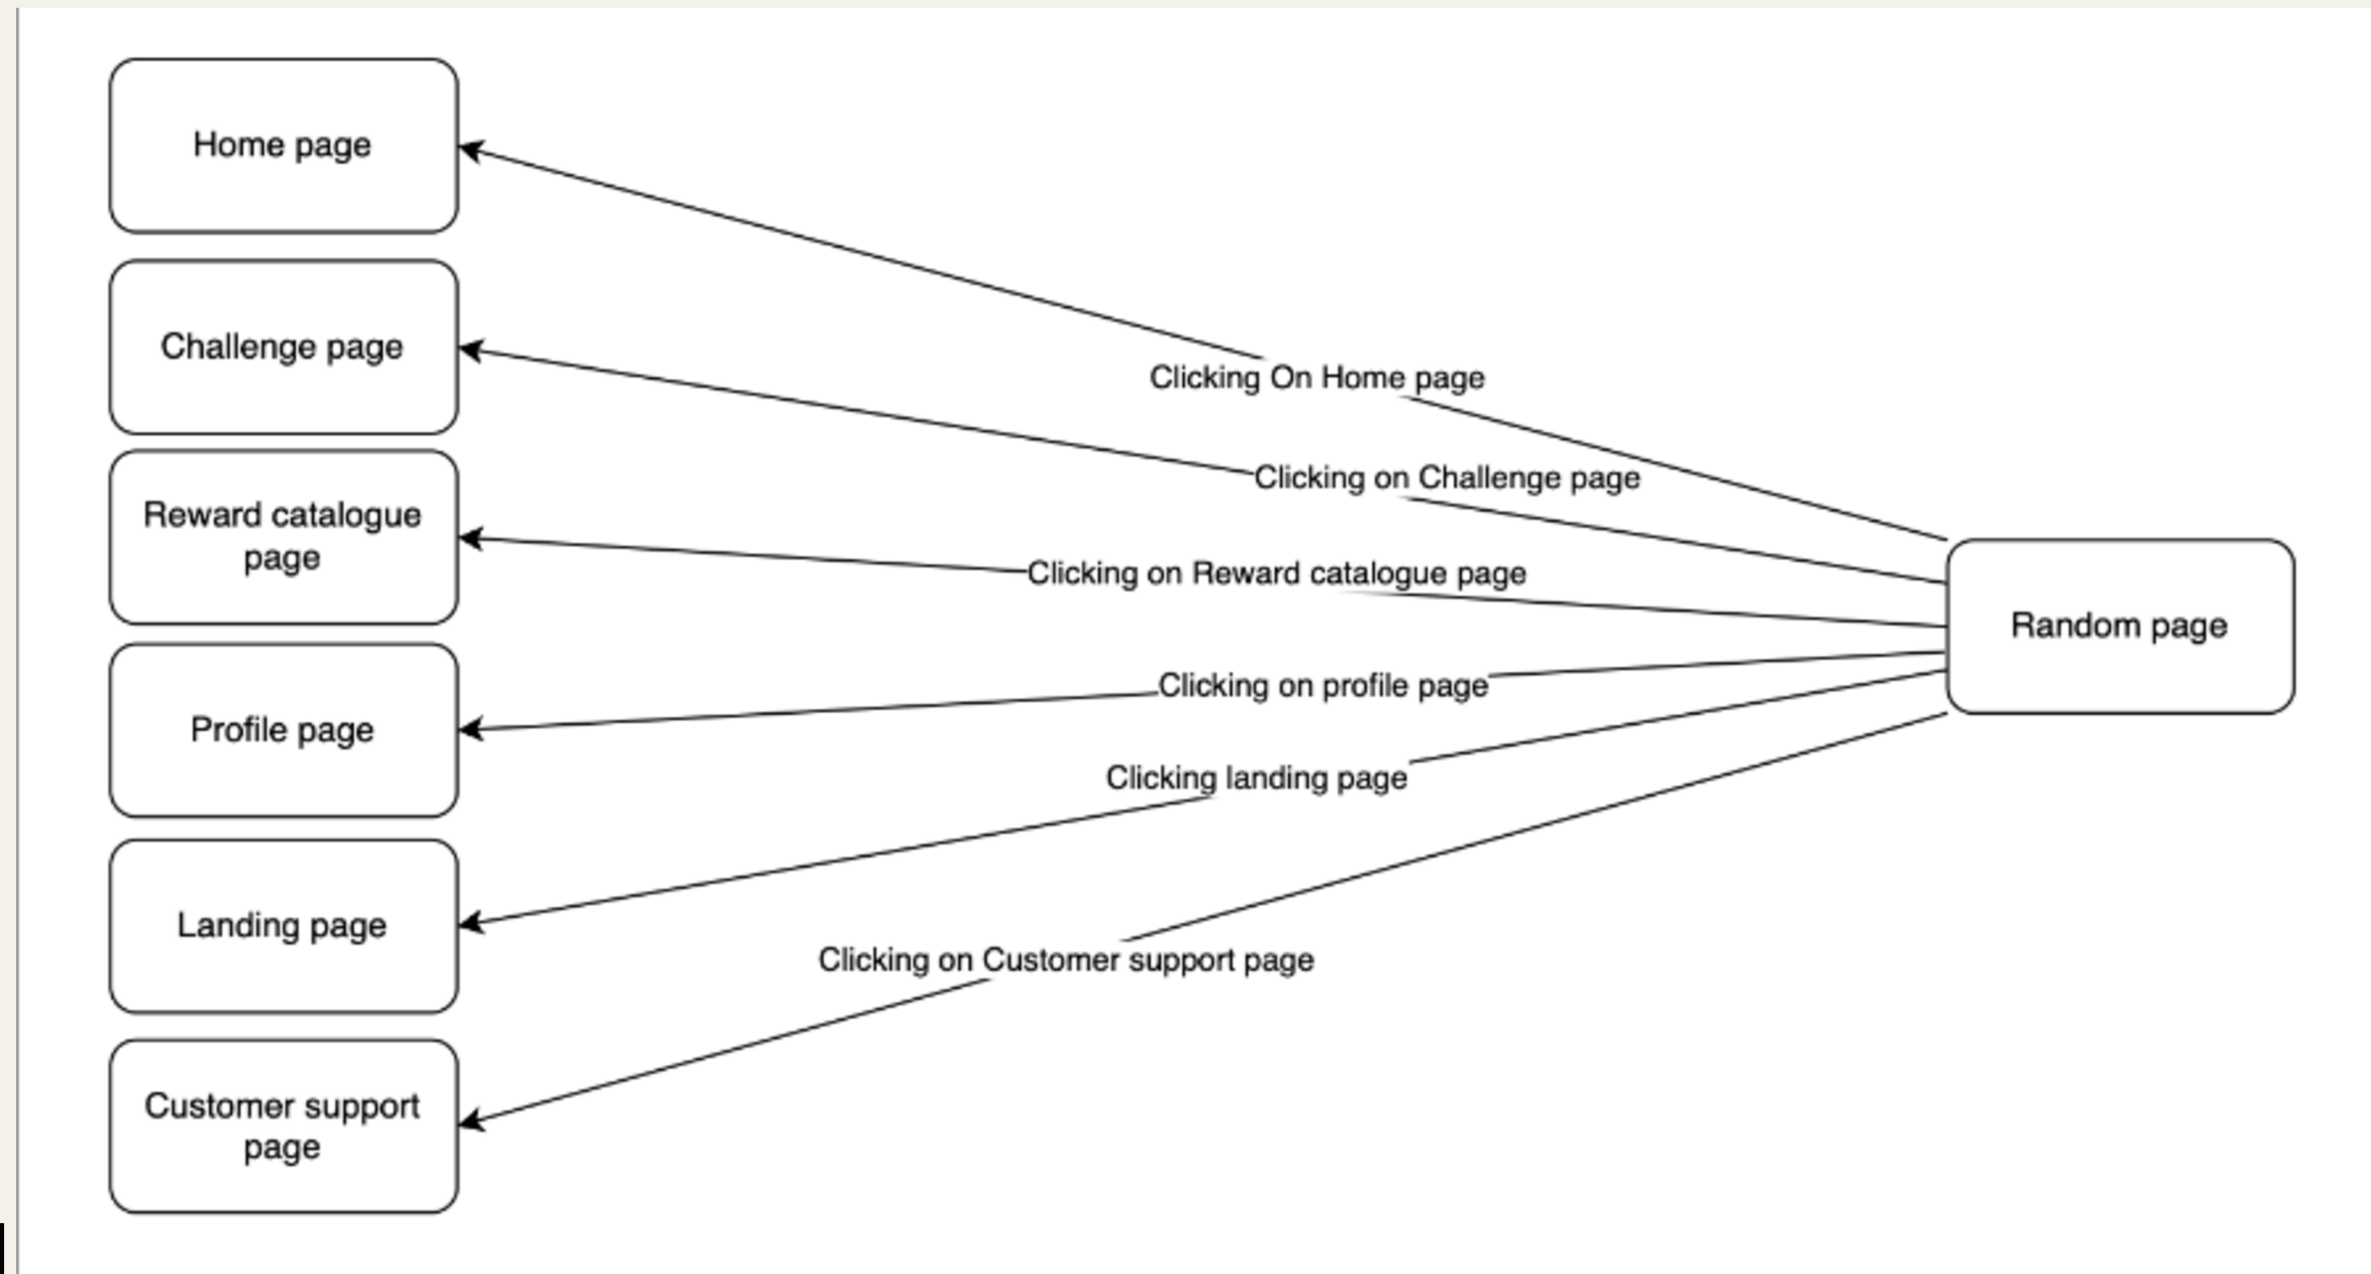 Home page
Challenge page
Reward catalogue
page
Profile page
Landing page
Customer support
page
Clicking On Home page
Clicking on Challenge page
Clicking on Reward catalogue page
Clicking on profile page
Clicking landing page
Clicking on Customer support page
Random page